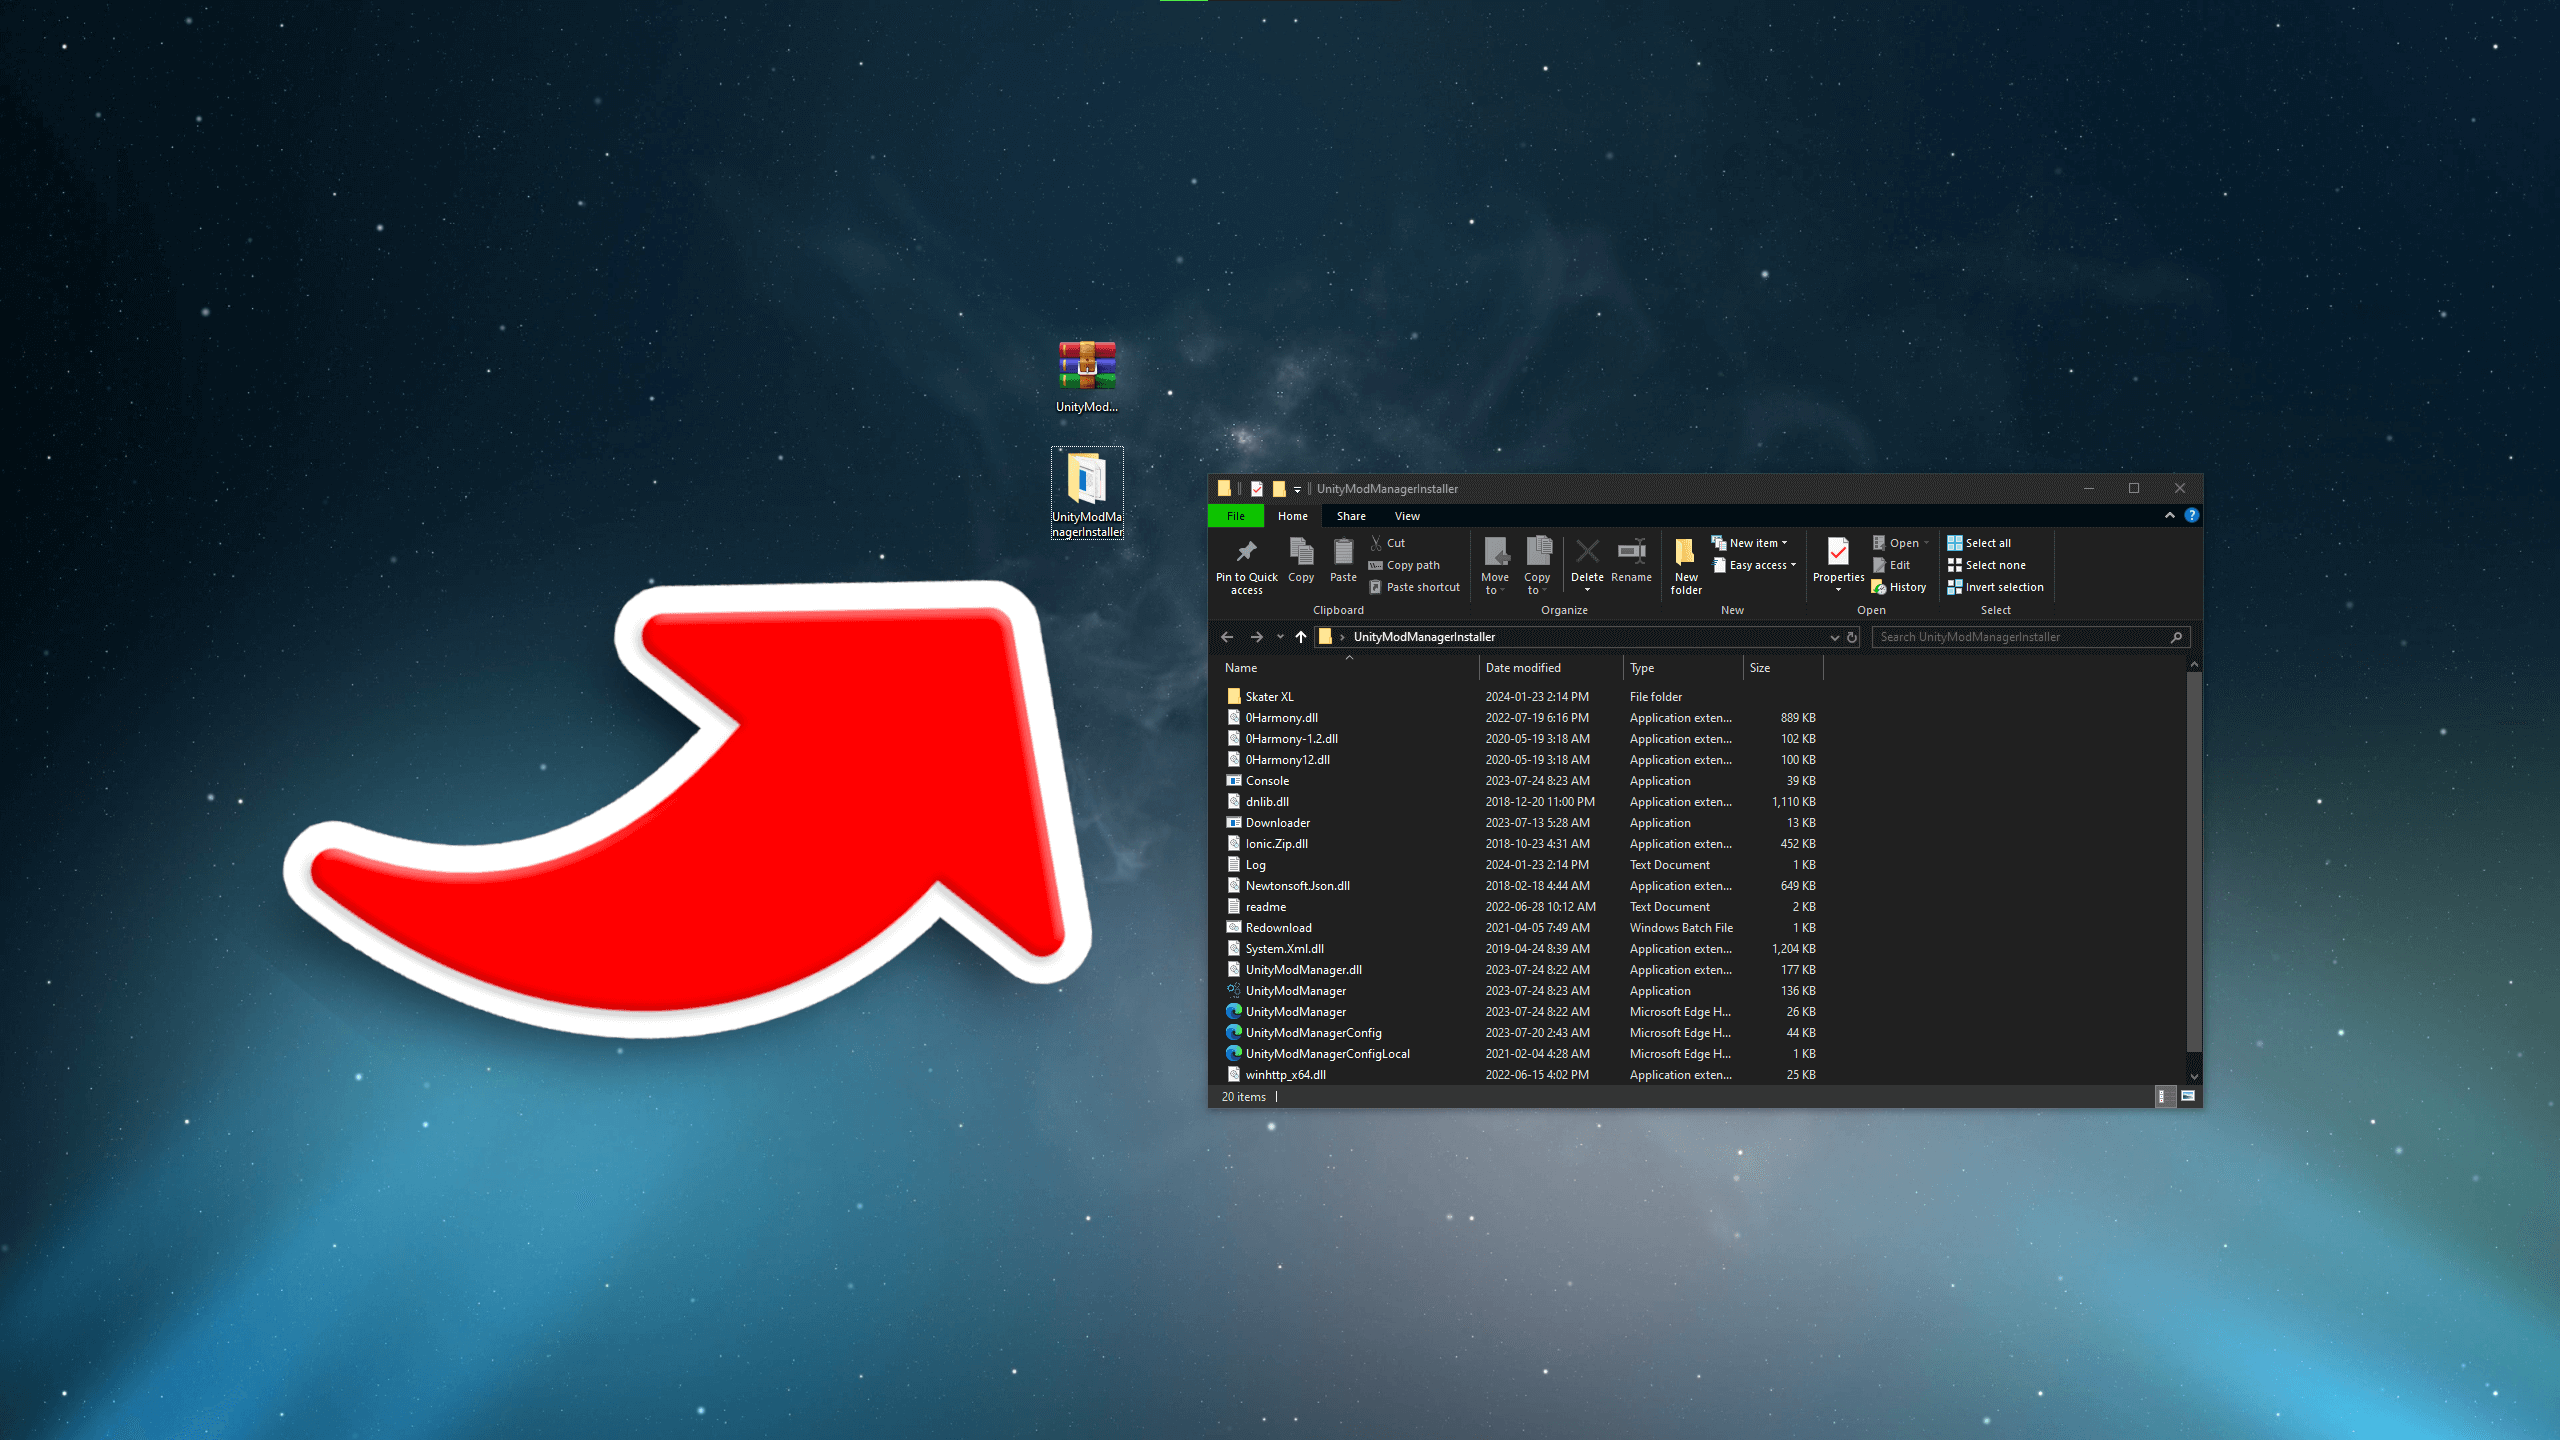 UnityMod...
UnityModMa
nagerInstaller
UnityModManagerInstaller
File Home Share View
Pin to Quick
access
Copy
Paste
Cut
Copy path
Paste shortcut
Clipboard
Move
to
Copy
to
Delete
Rename
Organize
New
folder
New item
Easy access
New
Properties
Open
Edit
History
Open
Select all
Select none
Invert selection
Select
UnityModManagerInstaller
Search UnityModManagerInstaller
Name Date modified Type Size
Skater XL 2024-01-23 2:14 PM File folder
0Harmony.dll 2022-07-19 6:16 PM Application exten... 889 KB
0Harmony-1.2.dll 2020-05-19 3:18 AM Application exten... 102 KB
0Harmony12.dll 2020-05-19 3:18 AM Application exten... 100 KB
Console 2023-07-24 8:23 AM Application 39 KB
dnlib.dll 2018-12-20 11:00 PM Application exten... 1,110 KB
Downloader 2023-07-13 5:28 AM Application 13 KB
Ionic.Zip.dll 2018-10-23 4:31 AM Application exten... 452 KB
Log 2024-01-23 2:14 PM Text Document 1 KB
Newtonsoft.Json.dll 2018-02-18 4:44 AM Application exten... 649 KB
readme 2022-06-28 10:12 AM Text Document 2 KB
Redownload 2021-04-05 7:49 AM Windows Batch File 1 KB
System.Xml.dll 2019-04-24 8:39 AM Application exten... 1,204 KB
UnityModManager.dll 2023-07-24 8:22 AM Application exten... 177 KB
UnityModManager 2023-07-24 8:23 AM Application 136 KB
UnityModManager 2023-07-24 8:22 AM Microsoft Edge H... 26 KB
UnityModManagerConfig 2023-07-20 2:43 AM Microsoft Edge H... 44 KB
UnityModManagerConfigLocal 2021-02-04 4:28 AM Microsoft Edge H... 1 KB
winhttp_x64.dll 2022-06-15 4:02 PM Application exten... 25 KB
20 items